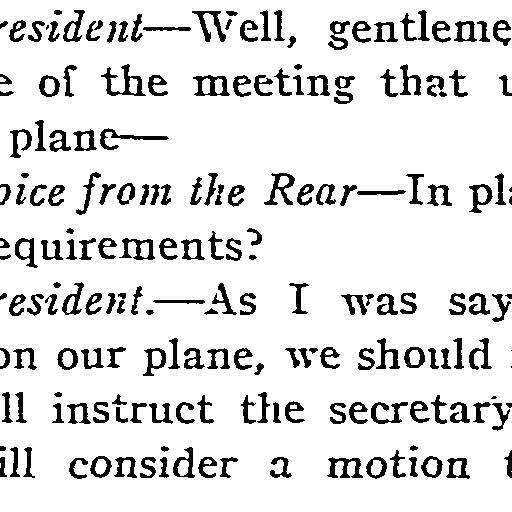 resident—Well, gentleme
e of the meeting that u
plane—
oice from the Rear—In pla
equirements?
resident.—As I was say
on our plane, we should
ll instruct the secretary
ill consider a motion t